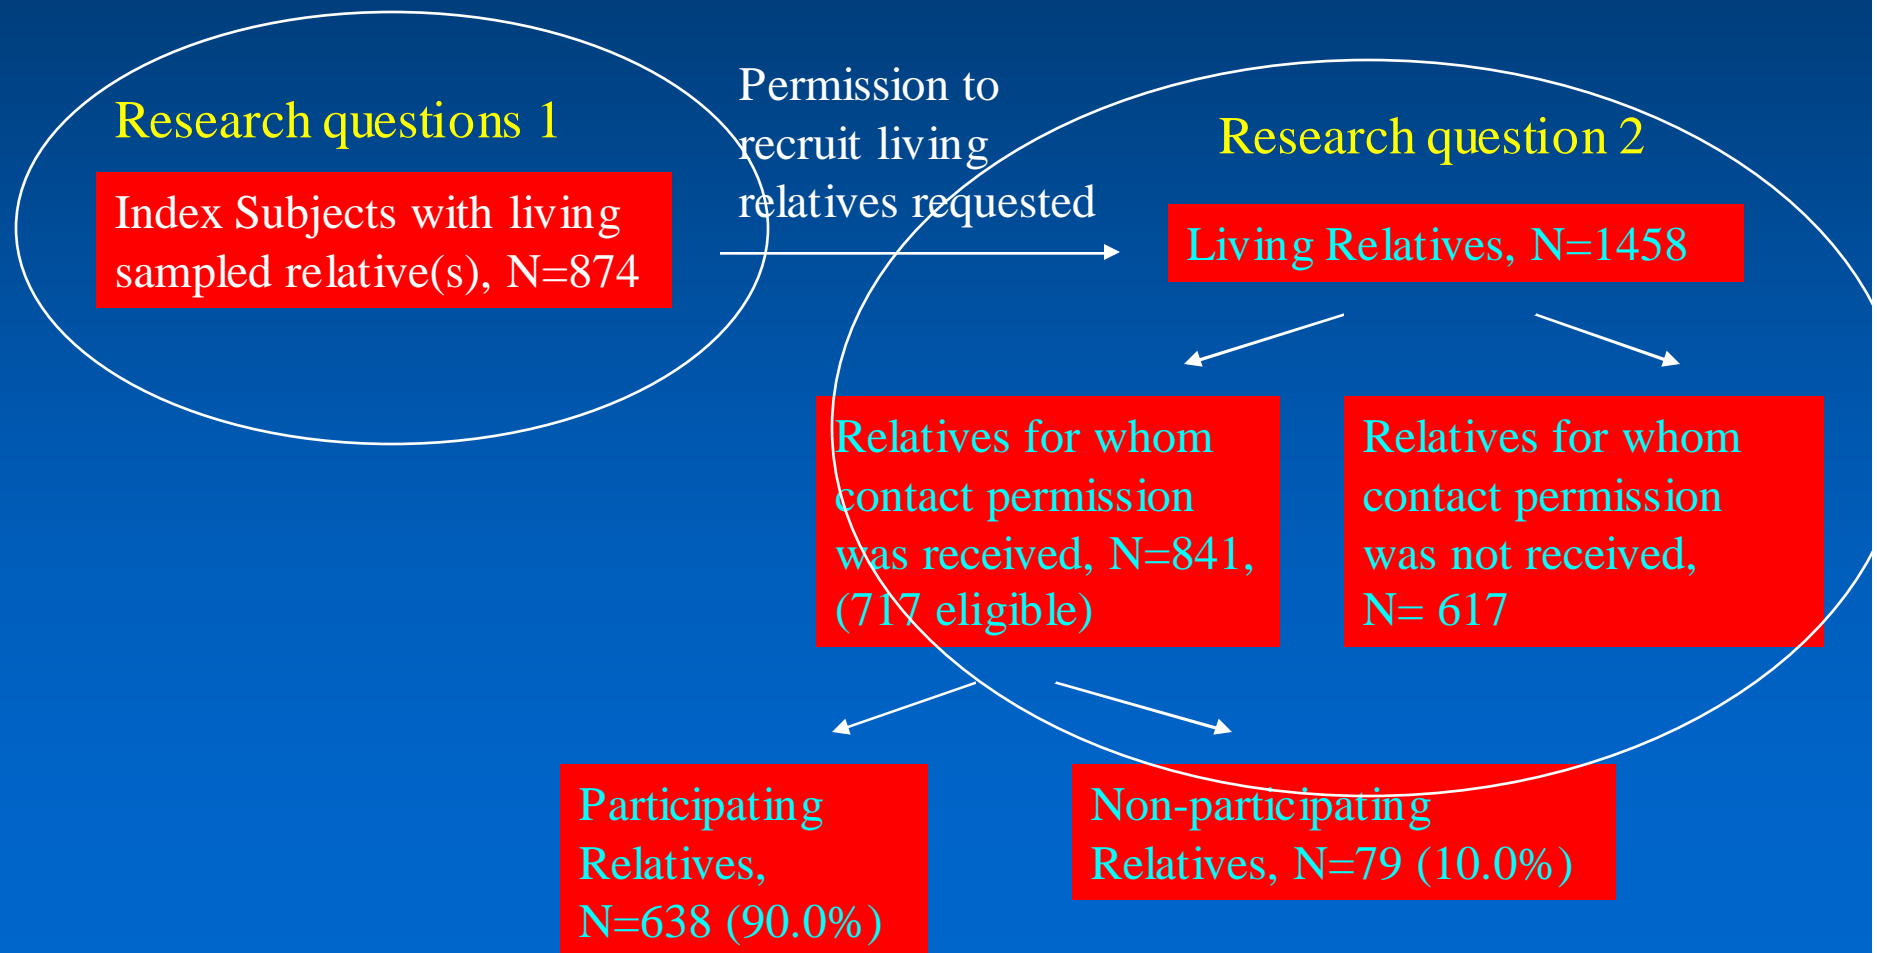 Research questions 1
Index Subjects with living
sampled relative(s), N=874
Permission to
recruit living
relatives requested
Research question 2
Living Relatives, N=1458
Relatives for whom
contact permission
was received, N=841,
(717 eligible)
Relatives for whom
contact permission
was not received,
N= 617
Participating
Relatives,
N=638 (90.0%)
Non-participating
Relatives, N=79 (10.0%)